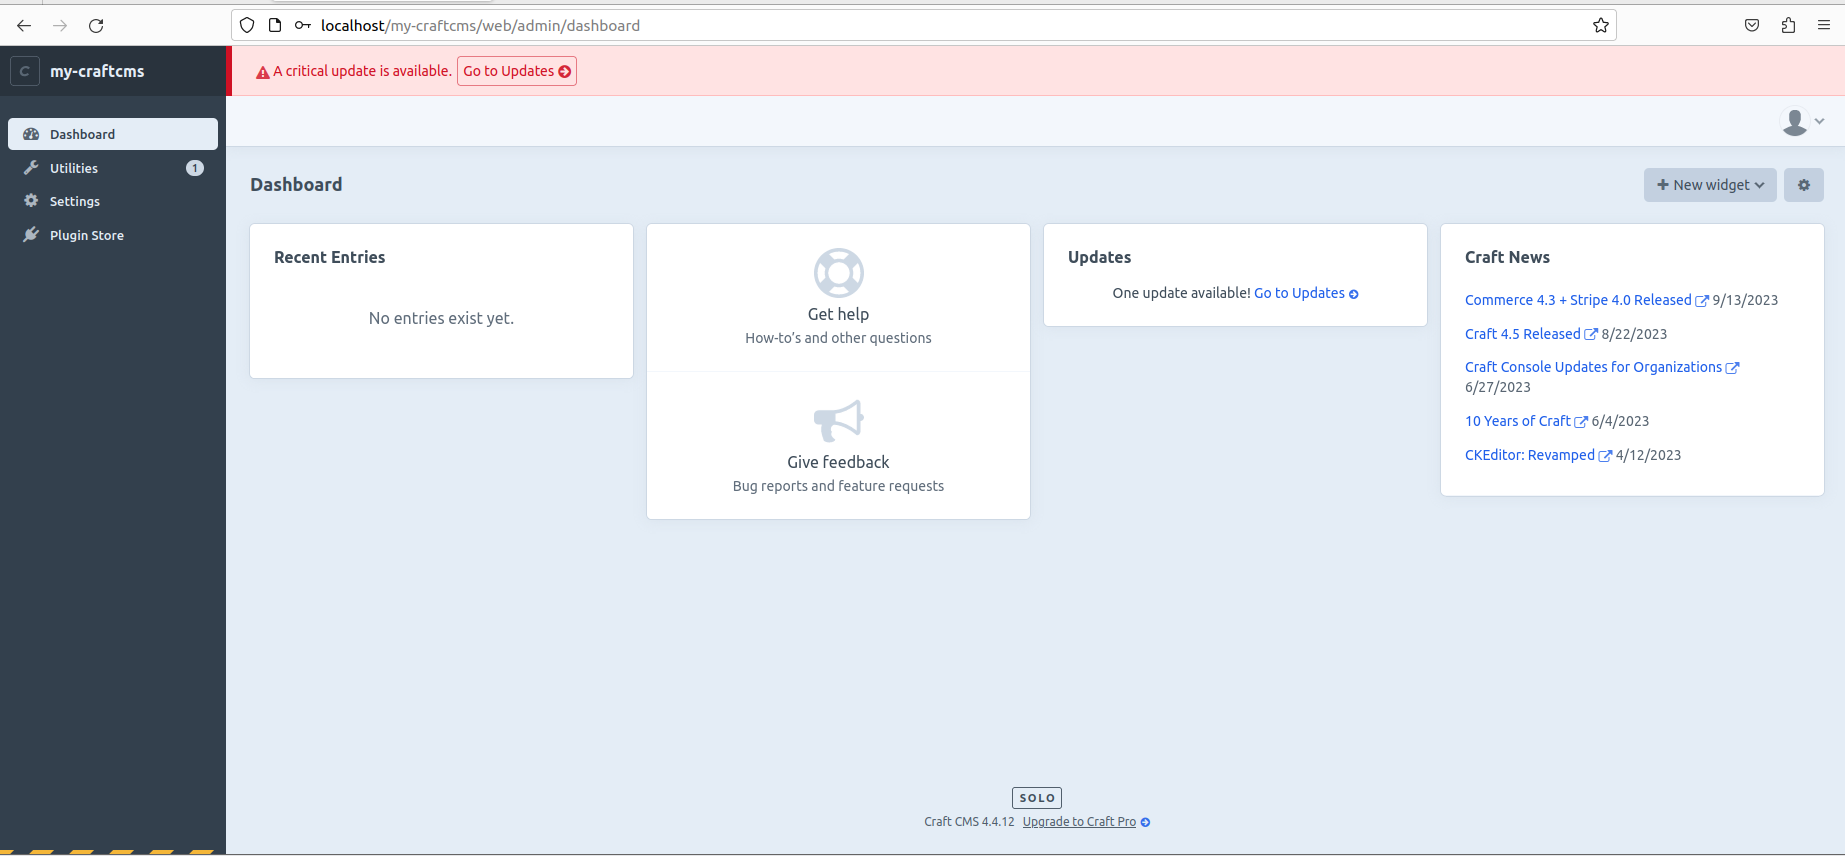 localhost/my-craftcms/web/admin/dashboard
C my-craftcms
A critical update is available. Go to Updates
Dashboard
Utilities 1
Settings
Plugin Store
Dashboard
New widget
Recent Entries
No entries exist yet.
Get help
How-to’s and other questions
Give feedback
Bug reports and feature requests
Updates
One update available! Go to Updates
Craft News
Commerce 4.3 + Stripe 4.0 Released 9/13/2023
Craft 4.5 Released 8/22/2023
Craft Console Updates for Organizations
6/27/2023
10 Years of Craft 6/4/2023
CKEditor: Revamped 4/12/2023
SOLO
Craft CMS 4.4.12 Upgrade to Craft Pro